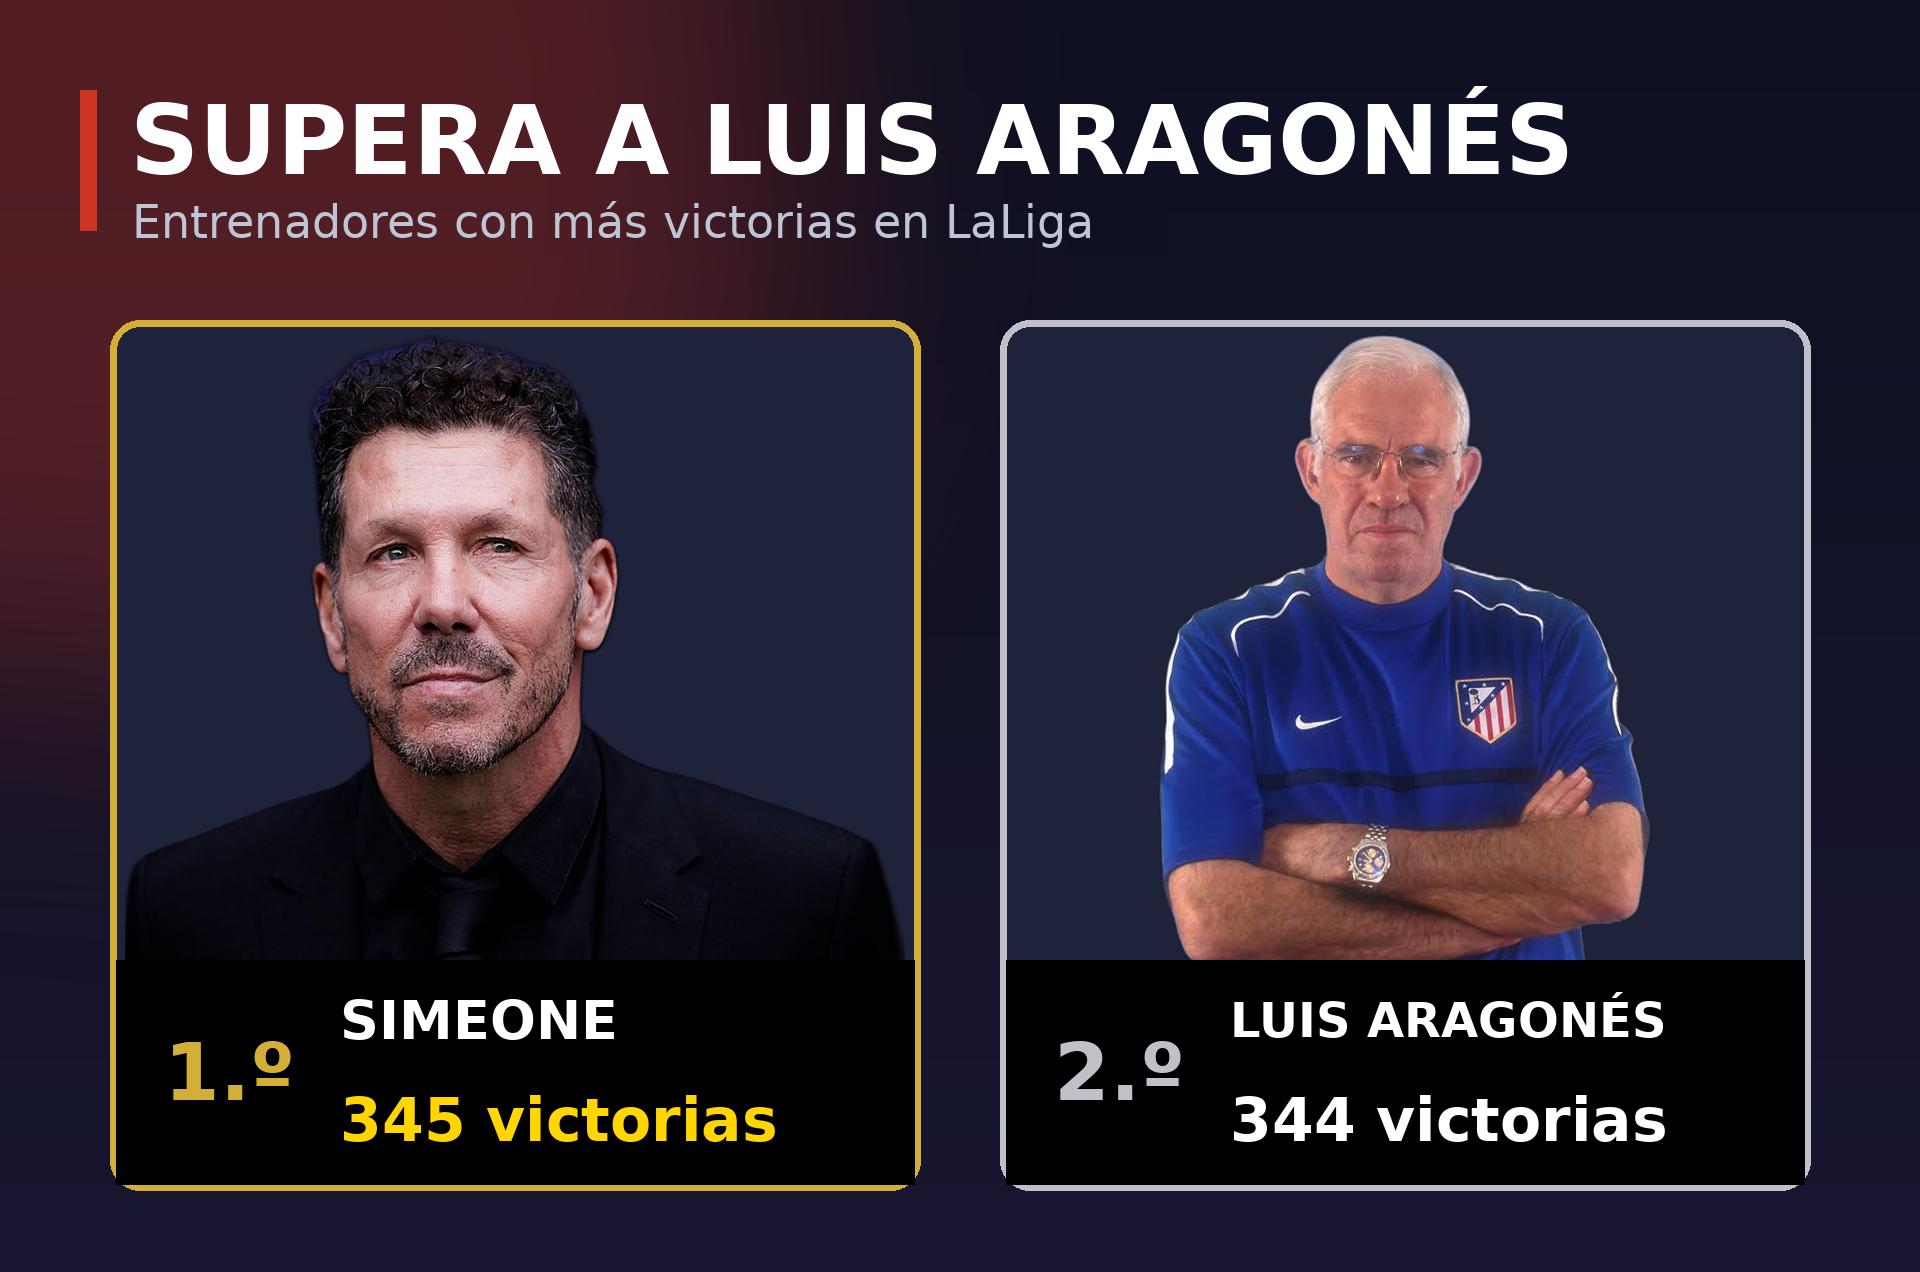 SUPERA A LUIS ARAGONÉS
Entrenadores con más victorias en LaLiga
1.º
SIMEONE
345 victorias
2.º
LUIS ARAGONÉS
344 victorias